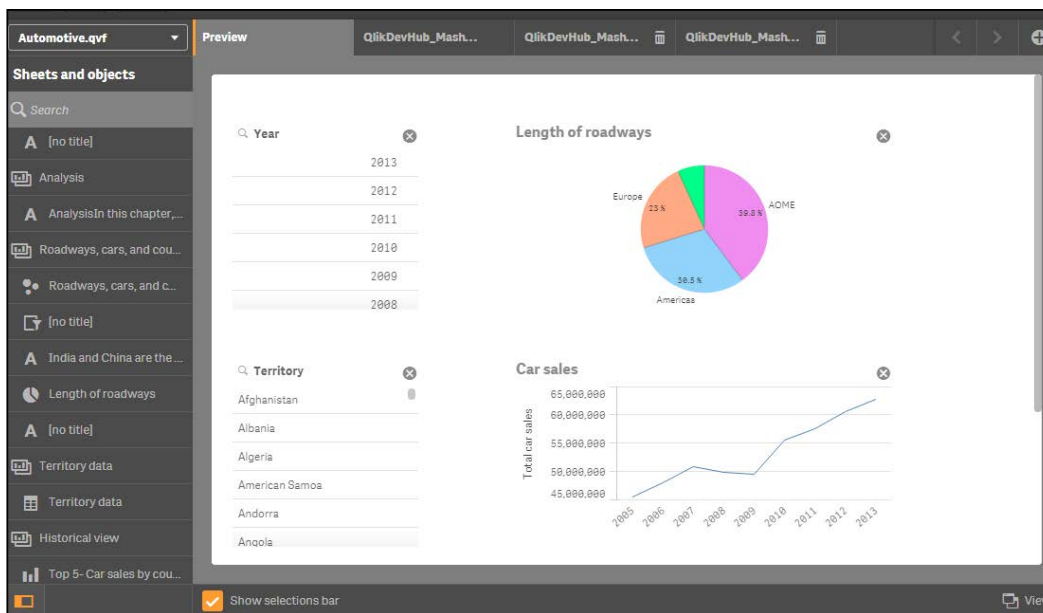 Automotive.qvf
Preview
QlikDevHub_Mash...
QlikDevHub_Mash...
QlikDevHub_Mash...
Sheets and objects
Search
[no title]
Analysis
AnalysisIn this chapter,...
Roadways, cars, and cou...
Roadways, cars, and c...
[no title]
India and China are the ...
Length of roadways
[no title]
Territory data
Territory data
Historical view
Top 5- Car sales by cou...
Year
2013
2012
2011
2010
2009
2008
Length of roadways
Europe
23 %
39.8 %
AOME
30.5 %
Americas
Territory
Afghanistan
Albania
Algeria
American Samoa
Andorra
Angola
Car sales
Total car sales
65,000,000
60,000,000
55,000,000
50,000,000
45,000,000
2005
2006
2007
2008
2009
2010
2011
2012
2013
Show selections bar
View